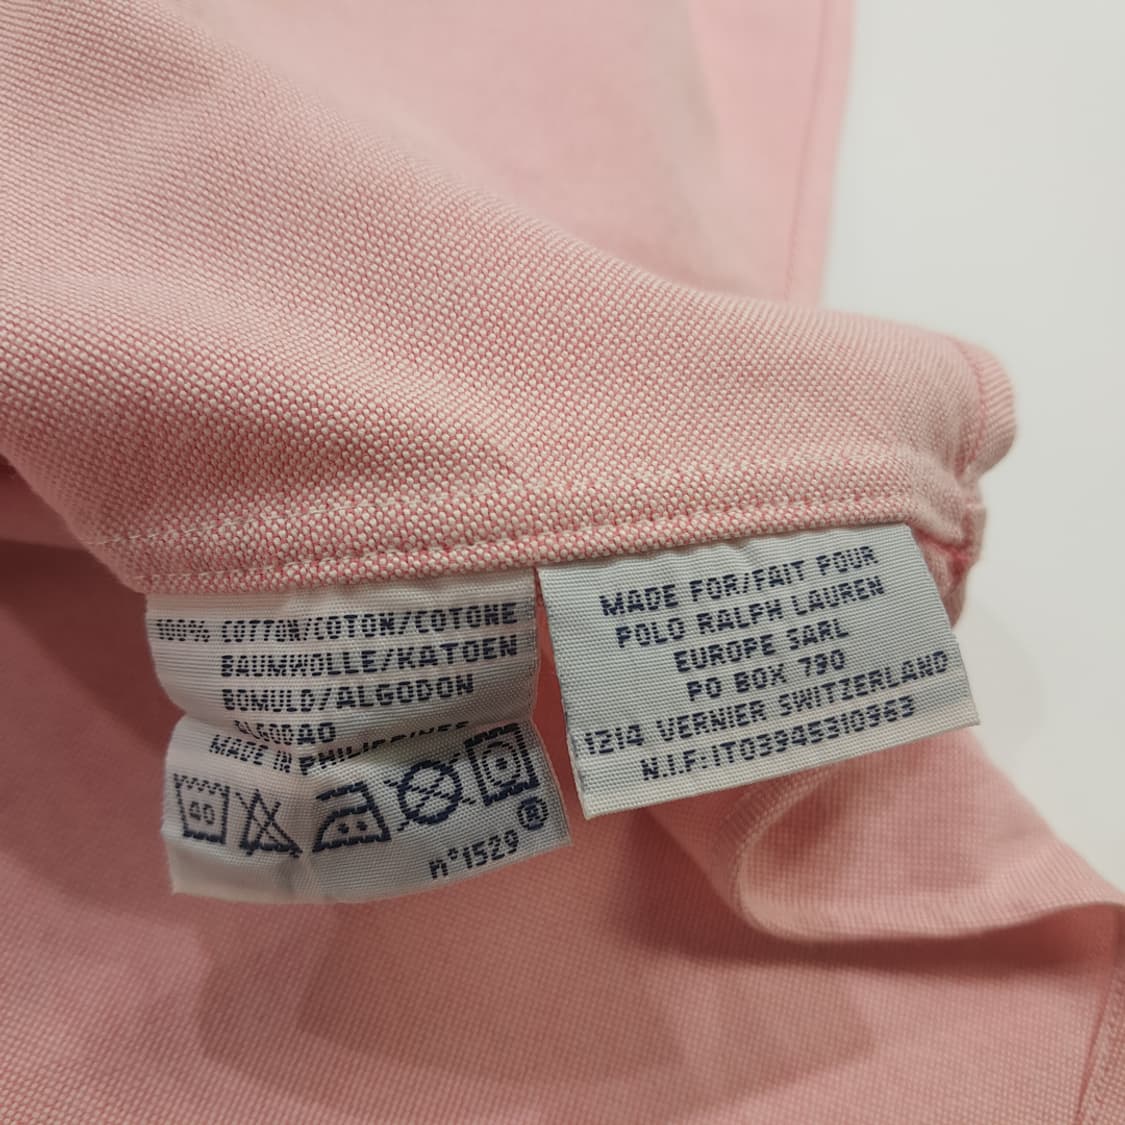 100% COTTON/COTON/COTONE
BAUMWOLLE/KATOEN
BOMULD/ALGODON
ALGODAO
MADE IN PHILIPPINES
40
n°1529 ®
MADE FOR/FAIT POUR
POLO RALPH LAUREN
EUROPE SARL
PO BOX 790
1214 VERNIER SWITZERLAND
N.I.F:IT03945310963